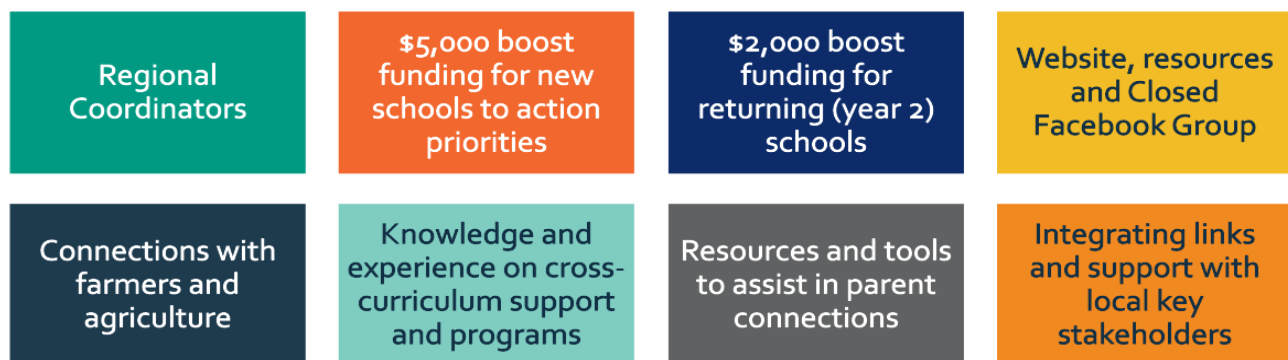 Regional
Coordinators
$5,000 boost
funding for new
schools to action
priorities
$2,000 boost
funding for
returning (year 2)
schools
Website, resources
and Closed
Facebook Group
Connections with
farmers and
agriculture
Knowledge and
experience on cross-
curriculum support
and programs
Resources and tools
to assist in parent
connections
Integrating links
and support with
local key
stakeholders